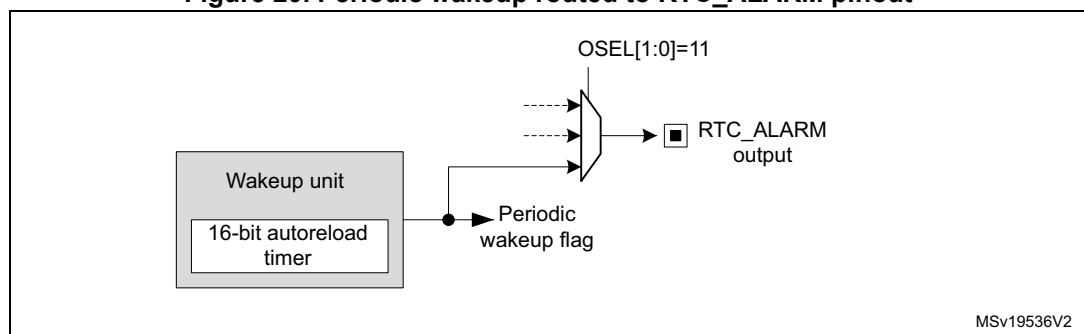 Figure Periodic wakeup routed to RTC_ALARM pinout
OSEL[1:0]=11
RTC_ALARM
output
Wakeup unit
16-bit autoreload
timer
Periodic
wakeup flag
MSv19536V2